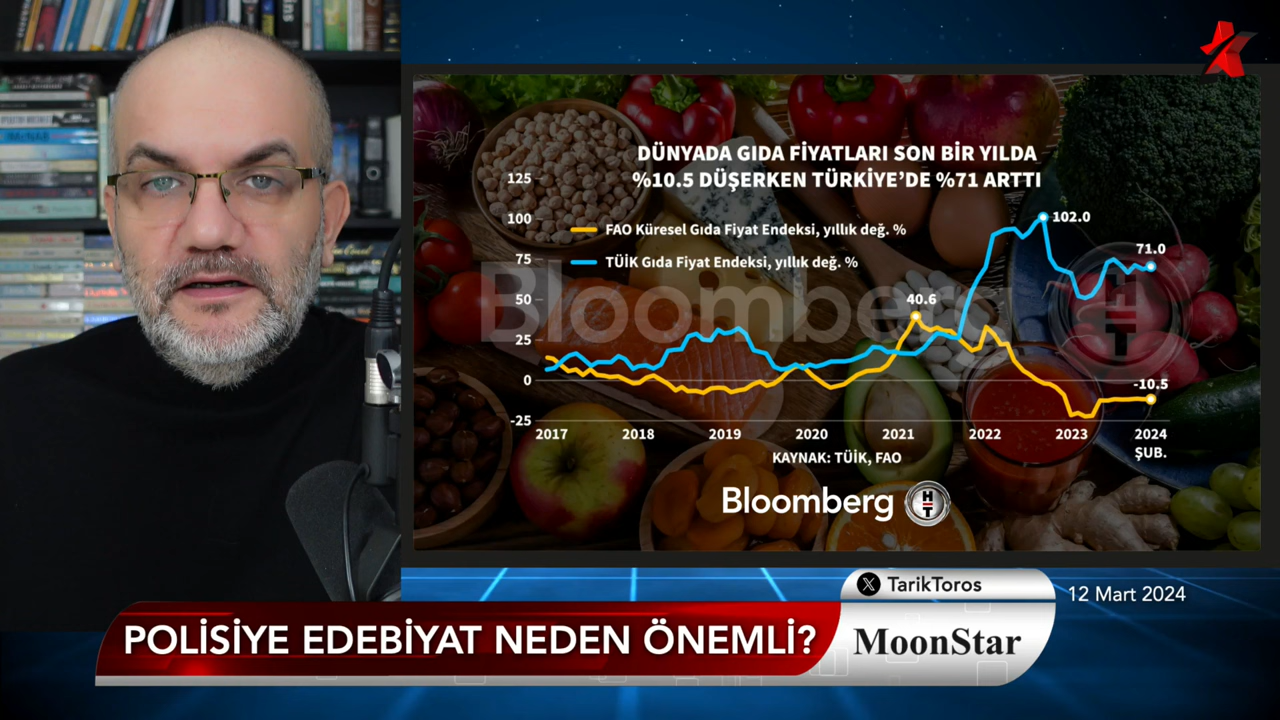 DÜNYADA GIDA FİYATLARI SON BİR YILDA
%10.5 DÜŞERKEN TÜRKİYE'DE %71 ARTTI
125
100
75
50
25
0
-25
FAO Küresel Gıda Fiyat Endeksi, yıllık değ. %
TÜİK Gıda Fiyat Endeksi, yıllık değ. %
40.6
102.0
71.0
-10.5
2017 2018 2019 2020 2021 2022 2023 2024
ŞUB.
KAYNAK: TÜİK, FAO
Bloomberg
H
T
Bloomberg HT
TarikToros
12 Mart 2024
POLİSİYE EDEBİYAT NEDEN ÖNEMLİ?
MoonStar